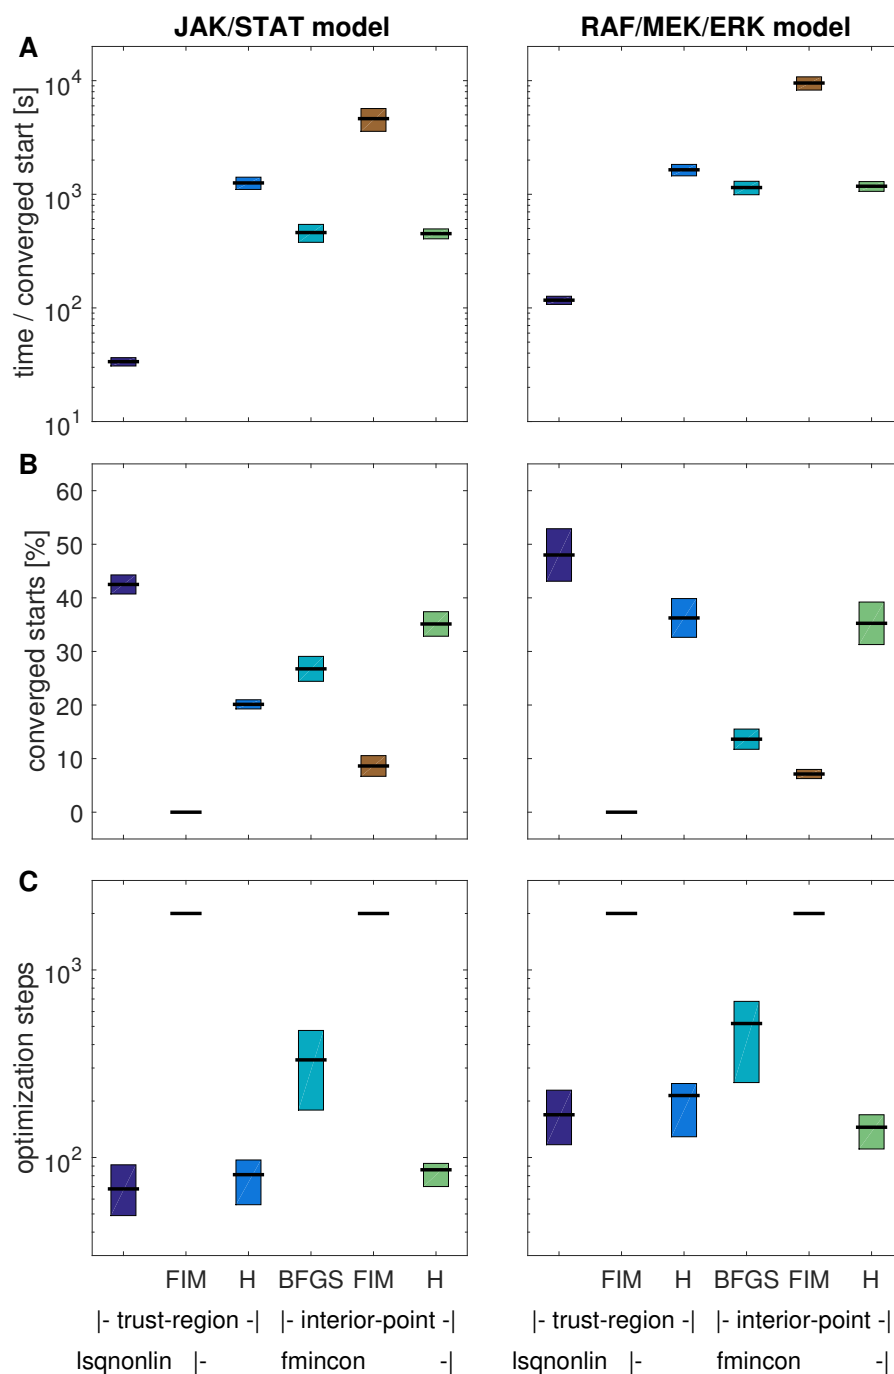 JAK/STAT model
RAF/MEK/ERK model
A
time / converged start [s]
10^4
10^3
10^2
10^1
B
converged starts [%]
60
50
40
30
20
10
0
C
optimization steps
10^3
10^2
FIM H BFGS FIM H
FIM H BFGS FIM H
|- trust-region -| |- interior-point -|
|- trust-region -| |- interior-point -|
lsqnonlin |- fmincon -|
lsqnonlin |- fmincon -|